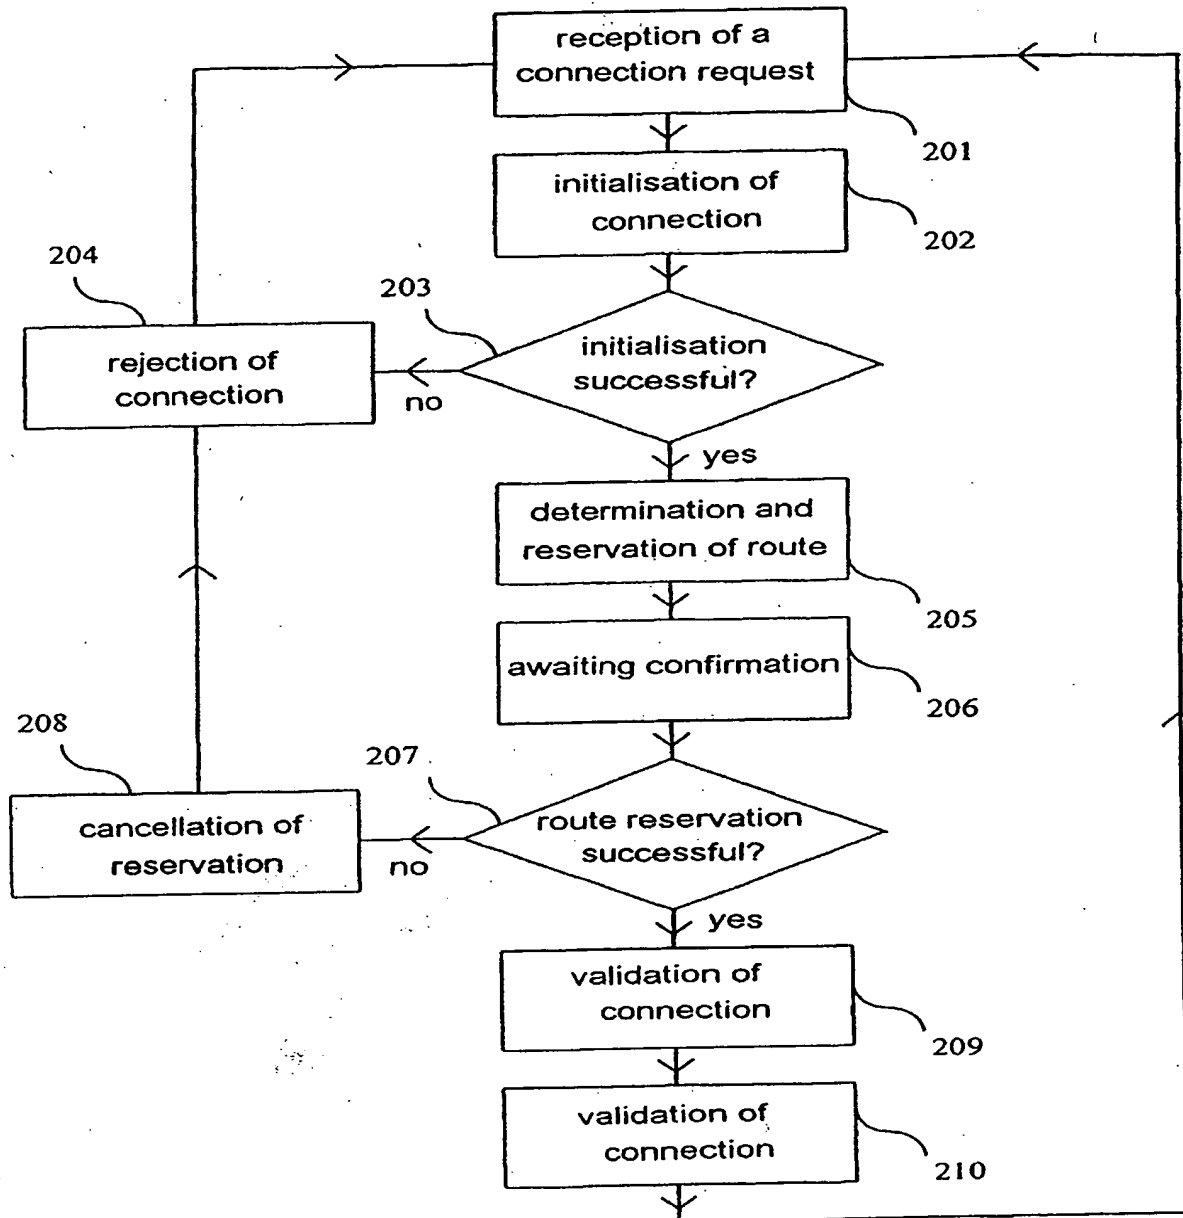 reception of a
connection request
201
initialisation of
connection
202
204
203
rejection of
connection
initialisation
successful?
no
yes
determination and
reservation of route
205
awaiting confirmation
206
208
207
cancellation of
reservation
route reservation
successful?
no
yes
validation of
connection
209
validation of
connection
210